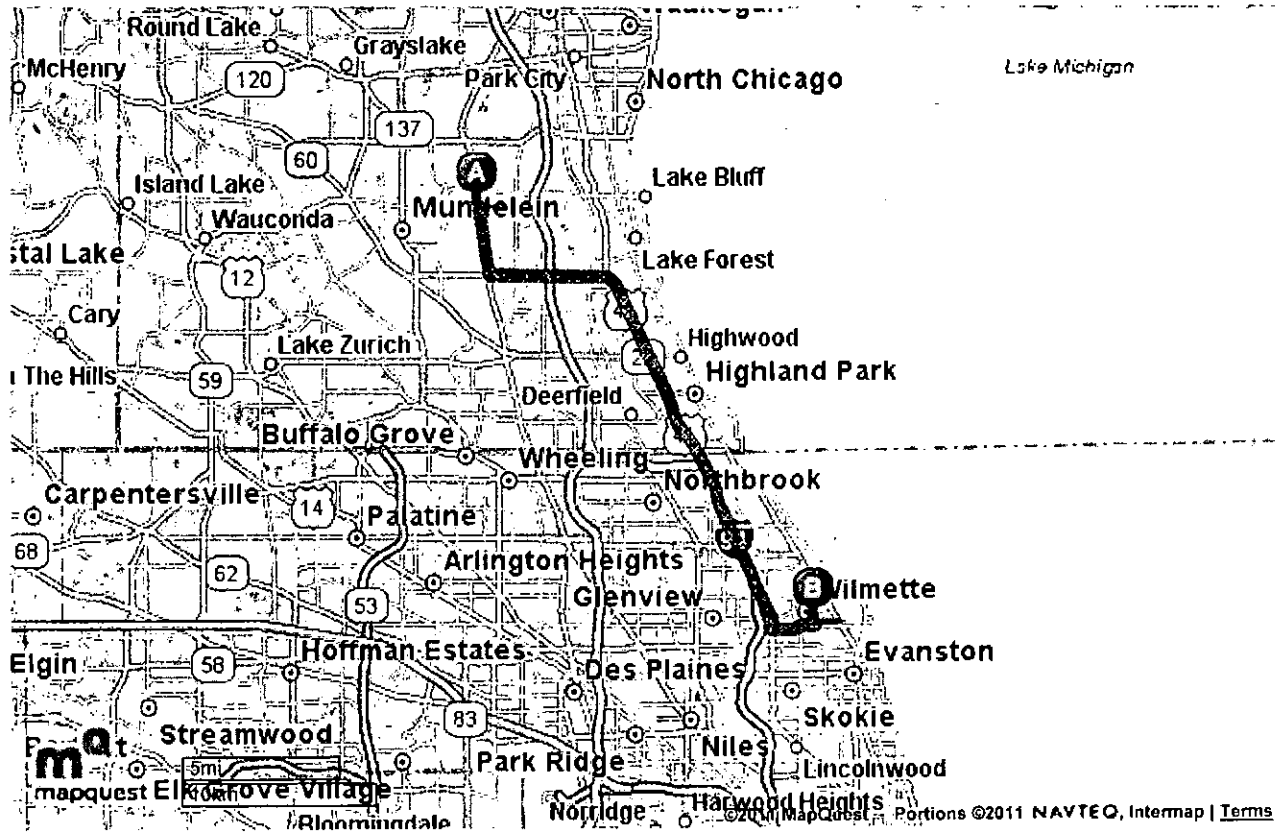 Round Lake
Grayslake
McHenry
120
Park City
North Chicago
Lake Michigan
137
60
A
Island Lake
Lake Bluff
Wauconda
Mundelein
stal Lake
Lake Forest
12
Cary
Highwood
Lake Zurich
The Hills
59
Highland Park
Deerfield
Buffalo Grove
Wheeling
Northbrook
Carpentersville
14
Palatine
68
Arlington Heights
62
Glenview
Wilmette
53
Elgin
58
Hoffman Estates
Evanston
Des Plaines
83
Skokie
Streamwood
Niles
Park Ridge
Lincolnwood
5mi
mapquest
Elk Grove Village
Norridge
Harwood Heights
©2011 MapQuest - Portions ©2011 NAVTEQ, Intermap | Terms
Bloomingdale